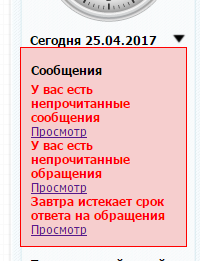 Сегодня 25.04.2017
Сообщения
У вас есть
непрочитанные
сообщения
Просмотр
У вас есть
непрочитанные
обращения
Просмотр
Завтра истекает срок
ответа на обращения
Просмотр